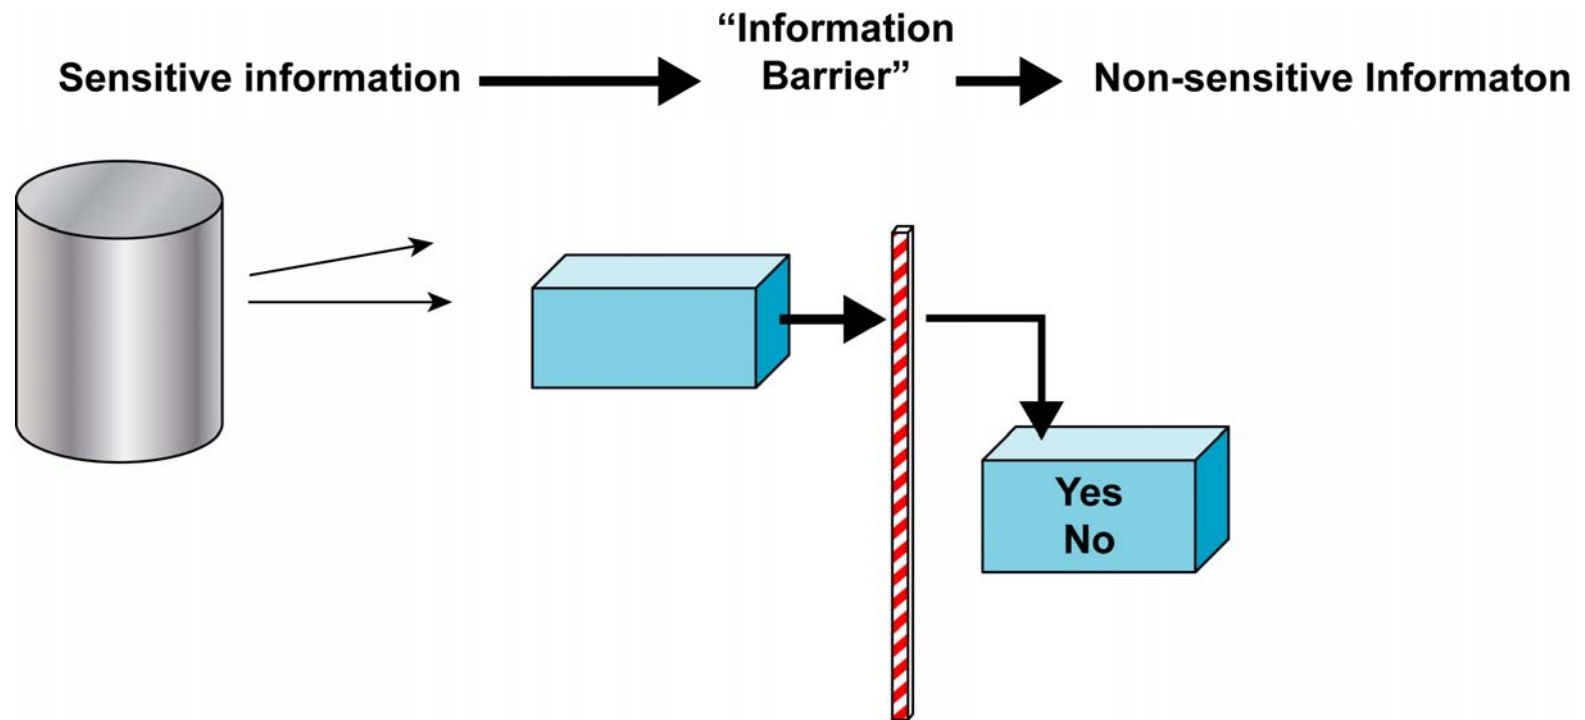 Sensitive information
“Information
Barrier”
Non-sensitive Informaton
Yes
No